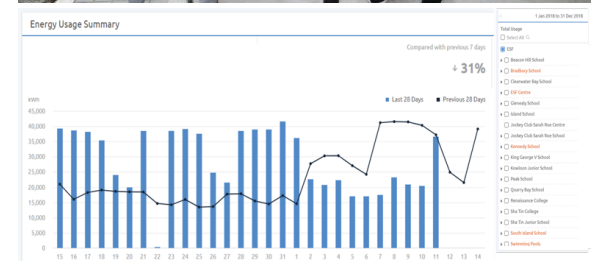 Energy Usage Summary
Compared with previous 7 days
↓ 31%
KWh
Last 28 Days
Previous 28 Days
45,000
40,000
35,000
30,000
25,000
20,000
15,000
10,000
5,000
0
15 16 17 18 19 20 21 22 23 24 25 26 27 28 29 30 31 1 2 3 4 5 6 7 8 9 10 11 12 13 14
1 Jan 2018 to 31 Dec 2018
Total Usage
Select All
ESF
Beacon Hill School
Bradbury School
Clearwater Bay School
ESF Centre
Glenealy School
Island School
Jockey Club Sarah Roe Centre
Jockey Club Sarah Roe School
Kennedy School
King George V School
Kowloon Junior School
Peak School
Quarry Bay School
Renaissance College
Sha Tin College
Sha Tin Junior School
South Island School
Swimming Pools